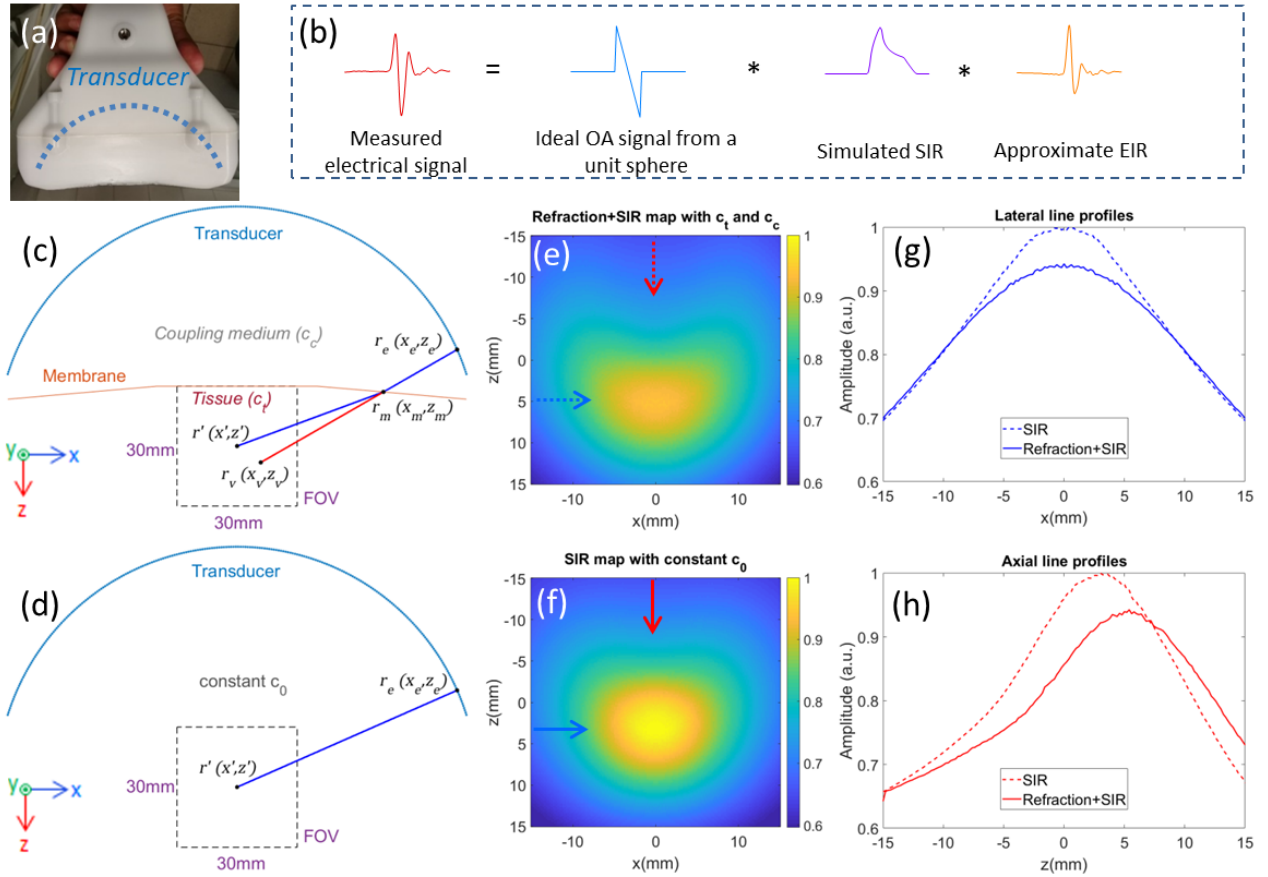 (a)
Transducer
(b)
=
*
*
Measured
electrical signal
Ideal OA signal from a
unit sphere
Simulated SIR
Approximate EIR
(c)
Transducer
Coupling medium (c_c)
r_e (x_e,z_e)
Membrane
Tissue (c_t)
r_m (x_m,z_m)
r' (x',z')
30mm
r_v (x_v,z_v)
y
x
z
FOV
30mm
Refraction+SIR map with c_t and c_c
(e)
-15
-10
-5
0
5
10
15
z(mm)
-10
0
10
x(mm)
1
0.9
0.8
0.7
0.6
Lateral line profiles
(g)
1
0.9
0.8
0.7
0.6
Amplitude (a.u.)
SIR
Refraction+SIR
-15
-10
-5
0
5
10
15
x(mm)
(d)
Transducer
constant c_0
r_e (x_e,z_e)
r' (x',z')
30mm
y
x
z
FOV
30mm
SIR map with constant c_0
(f)
-15
-10
-5
0
5
10
15
z(mm)
-10
0
10
x(mm)
1
0.9
0.8
0.7
0.6
Axial line profiles
(h)
1
0.9
0.8
0.7
0.6
Amplitude (a.u.)
SIR
Refraction+SIR
-15
-10
-5
0
5
10
15
z(mm)